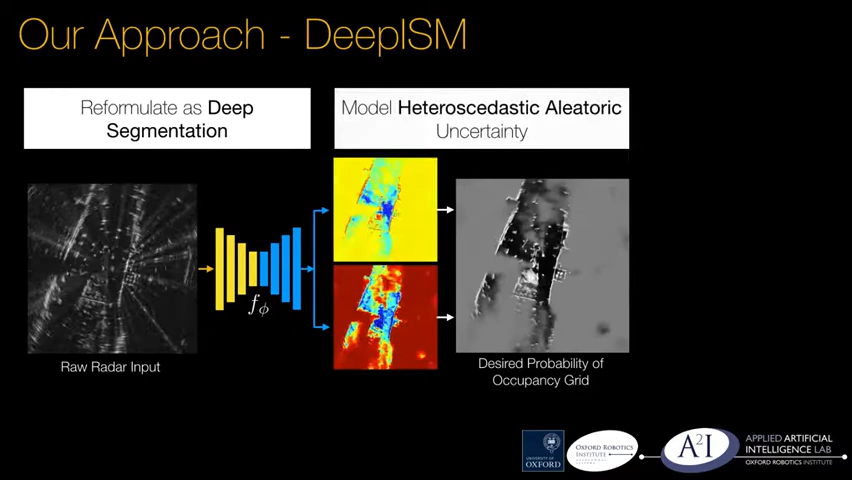 Our Approach - DeepISM
Reformulate as Deep
Segmentation
Model Heteroscedastic Aleatoric
Uncertainty
fϕ
Raw Radar Input
Desired Probability of
Occupancy Grid
UNIVERSITY OF
OXFORD
OXFORD ROBOTICS
INSTITUTE
A2I
APPLIED ARTIFICIAL
INTELLIGENCE LAB
OXFORD ROBOTICS INSTITUTE